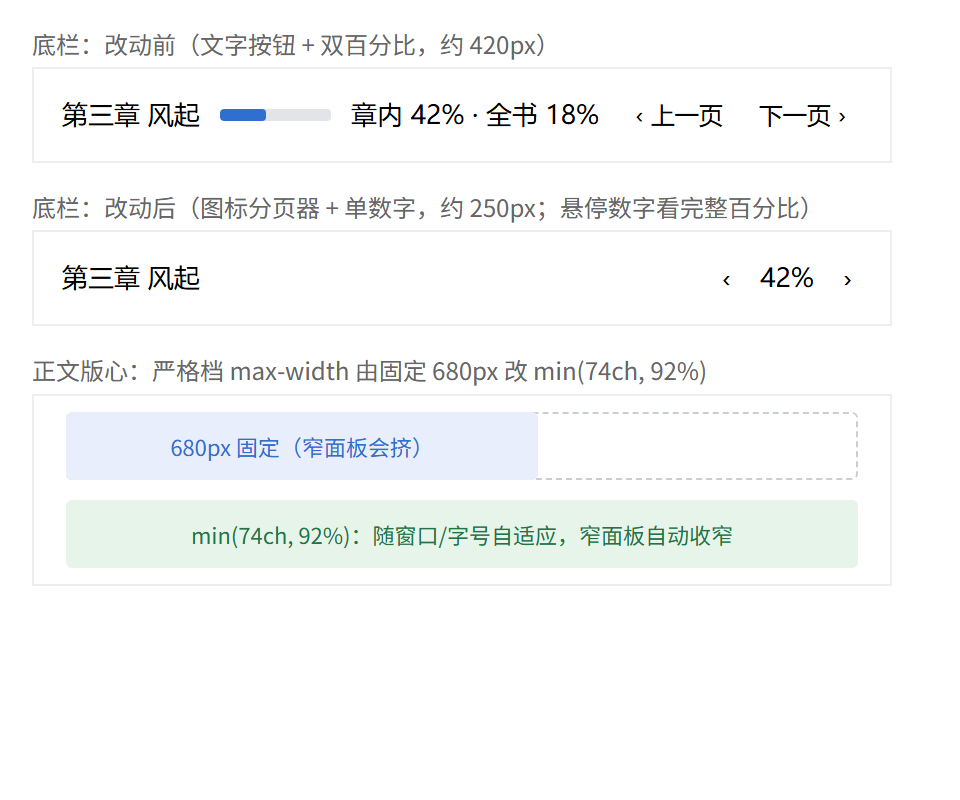 底栏：改动前（文字按钮 + 双百分比，约 420px）
第三章 风起 章内 42% · 全书 18% ‹ 上一页 下一页 ›
底栏：改动后（图标分页器 + 单数字，约 250px；悬停数字看完整百分比）
第三章 风起 ‹ 42% ›
正文版心：严格档 max-width 由固定 680px 改 min(74ch, 92%)
680px 固定（窄面板会挤）
min(74ch, 92%)：随窗口/字号自适应，窄面板自动收窄